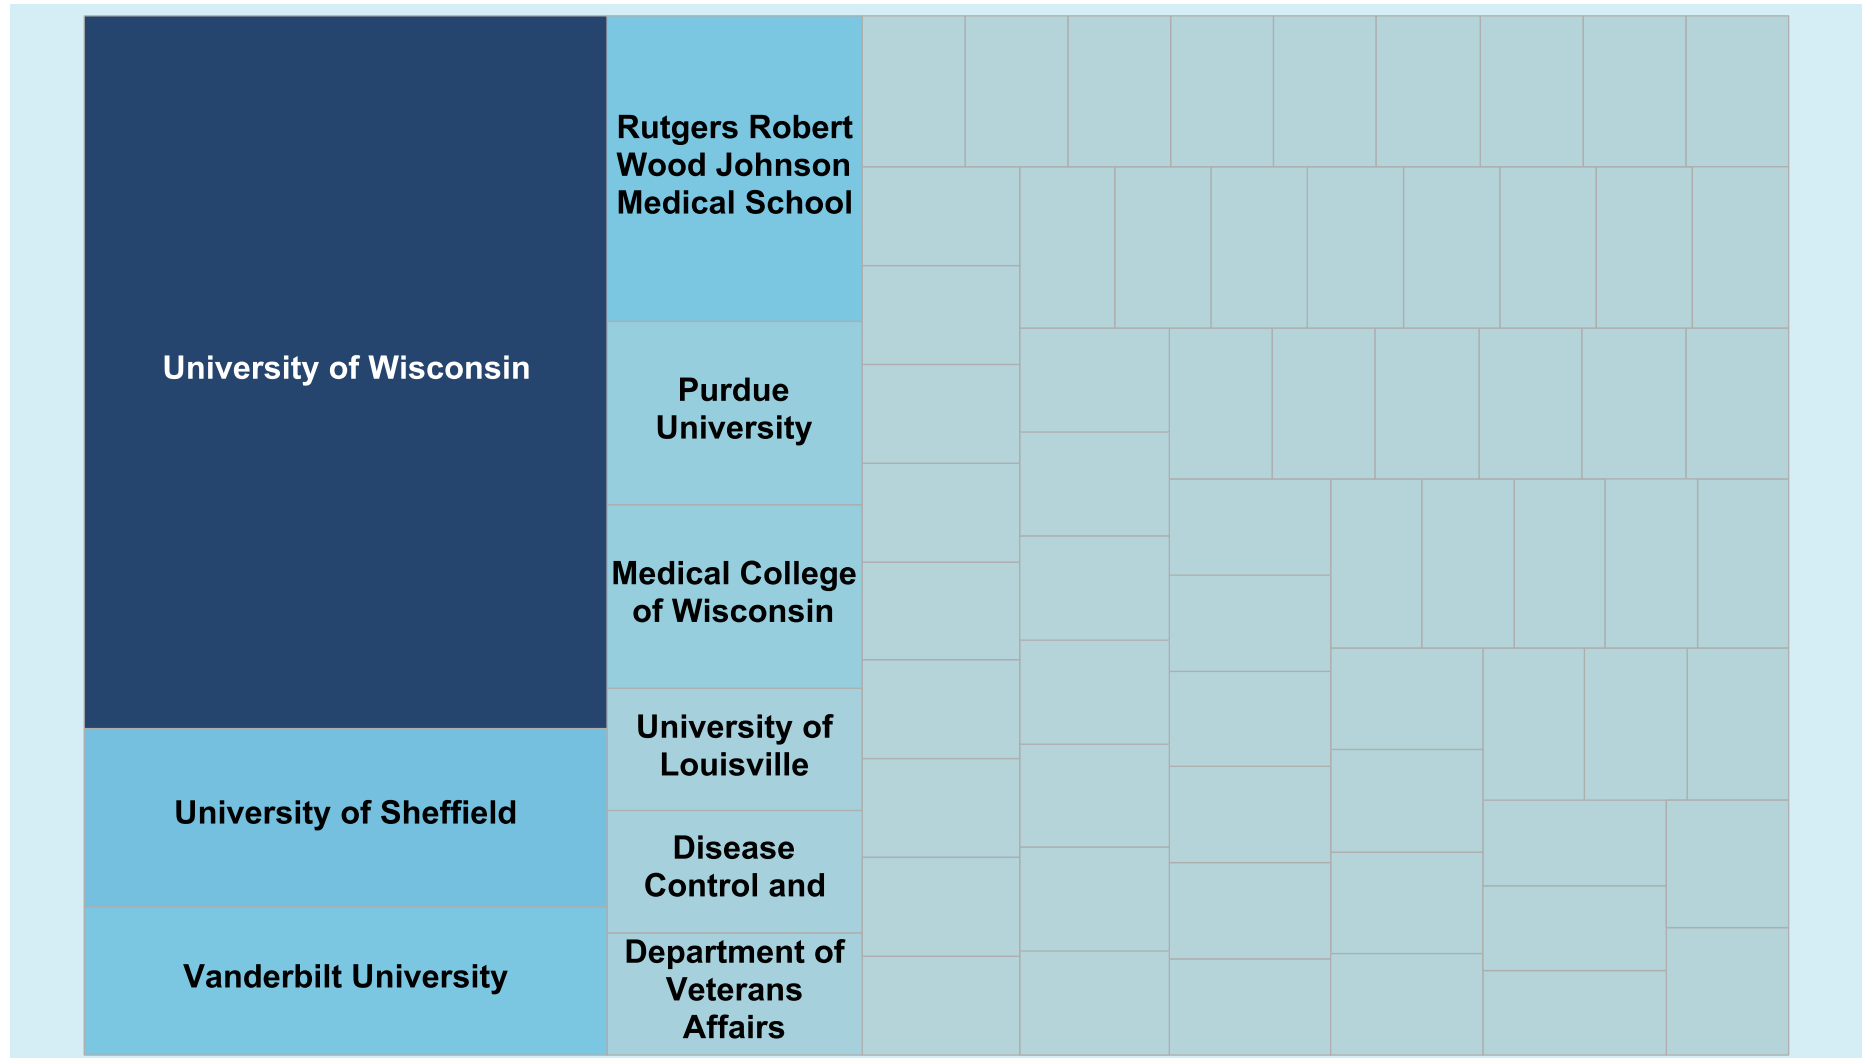 University of Wisconsin
University of Sheffield
Vanderbilt University
Rutgers Robert
Wood Johnson
Medical School
Purdue
University
Medical College
of Wisconsin
University of
Louisville
Disease
Control and
Department of
Veterans
Affairs